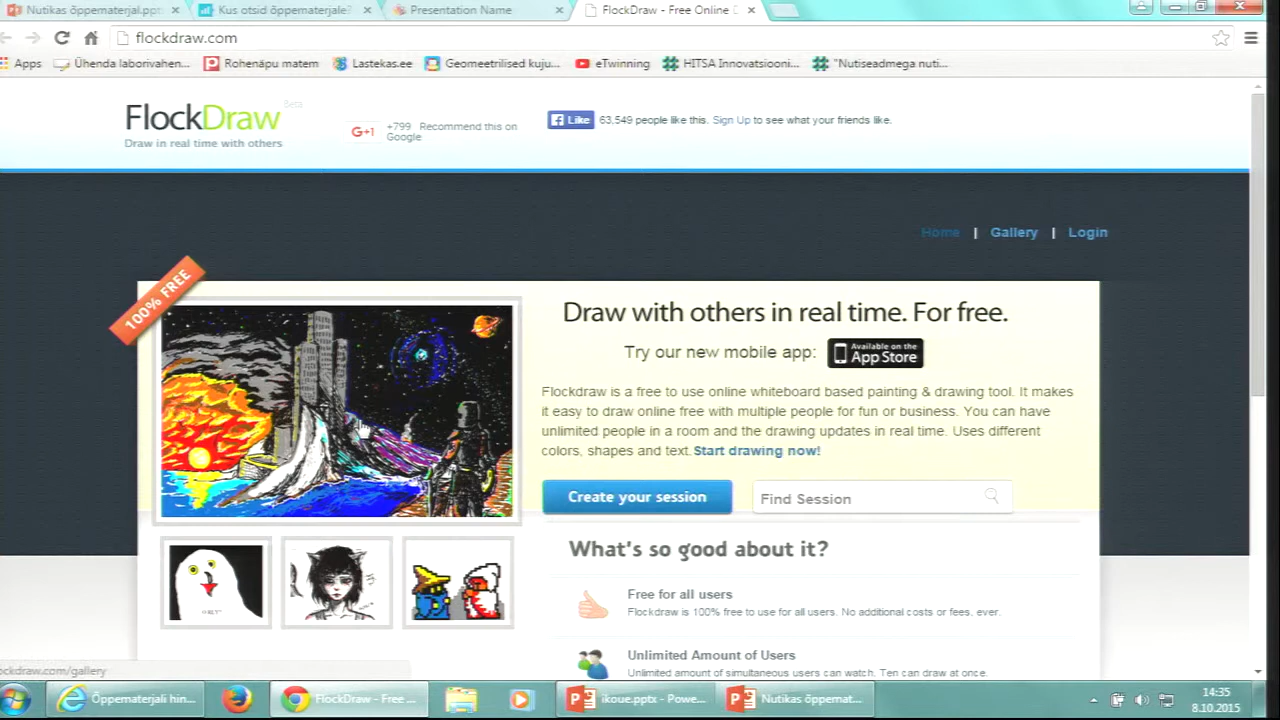 Nutikas õppematerjal.ppt
Kus otsid õppematerjale?
Presentation Name
FlockDraw - Free Online
flockdraw.com
Apps
Ühenda laborivahen...
Rohenäpu matem
Lastekas.ee
Geomeetrilised kuju...
eTwinning
HITSA Innovatsiooni...
"Nutiseadmega nuti...
FlockDraw
Beta
Draw in real time with others
G+1
+799 Recommend this on
Google
Like
63,549 people like this. Sign Up to see what your friends like.
Home | Gallery | Login
100% FREE
Draw with others in real time. For free.
Try our new mobile app:
Available on the
App Store
Flockdraw is a free to use online whiteboard based painting & drawing tool. It makes
it easy to draw online free with multiple people for fun or business. You can have
unlimited people in a room and the drawing updates in real time. Uses different
colors, shapes and text. Start drawing now!
Create your session
Find Session
What's so good about it?
Free for all users
Flockdraw is 100% free to use for all users. No additional costs or fees. ever.
Unlimited Amount of Users
Unlimited amount of simultaneous users can watch. Ten can draw at once.
ockdraw.com/gallery
Õppematerjali hin...
FlockDraw - Free ...
ikoue.pptx - Powe...
Nutikas õppemat...
14:35
8.10.2015